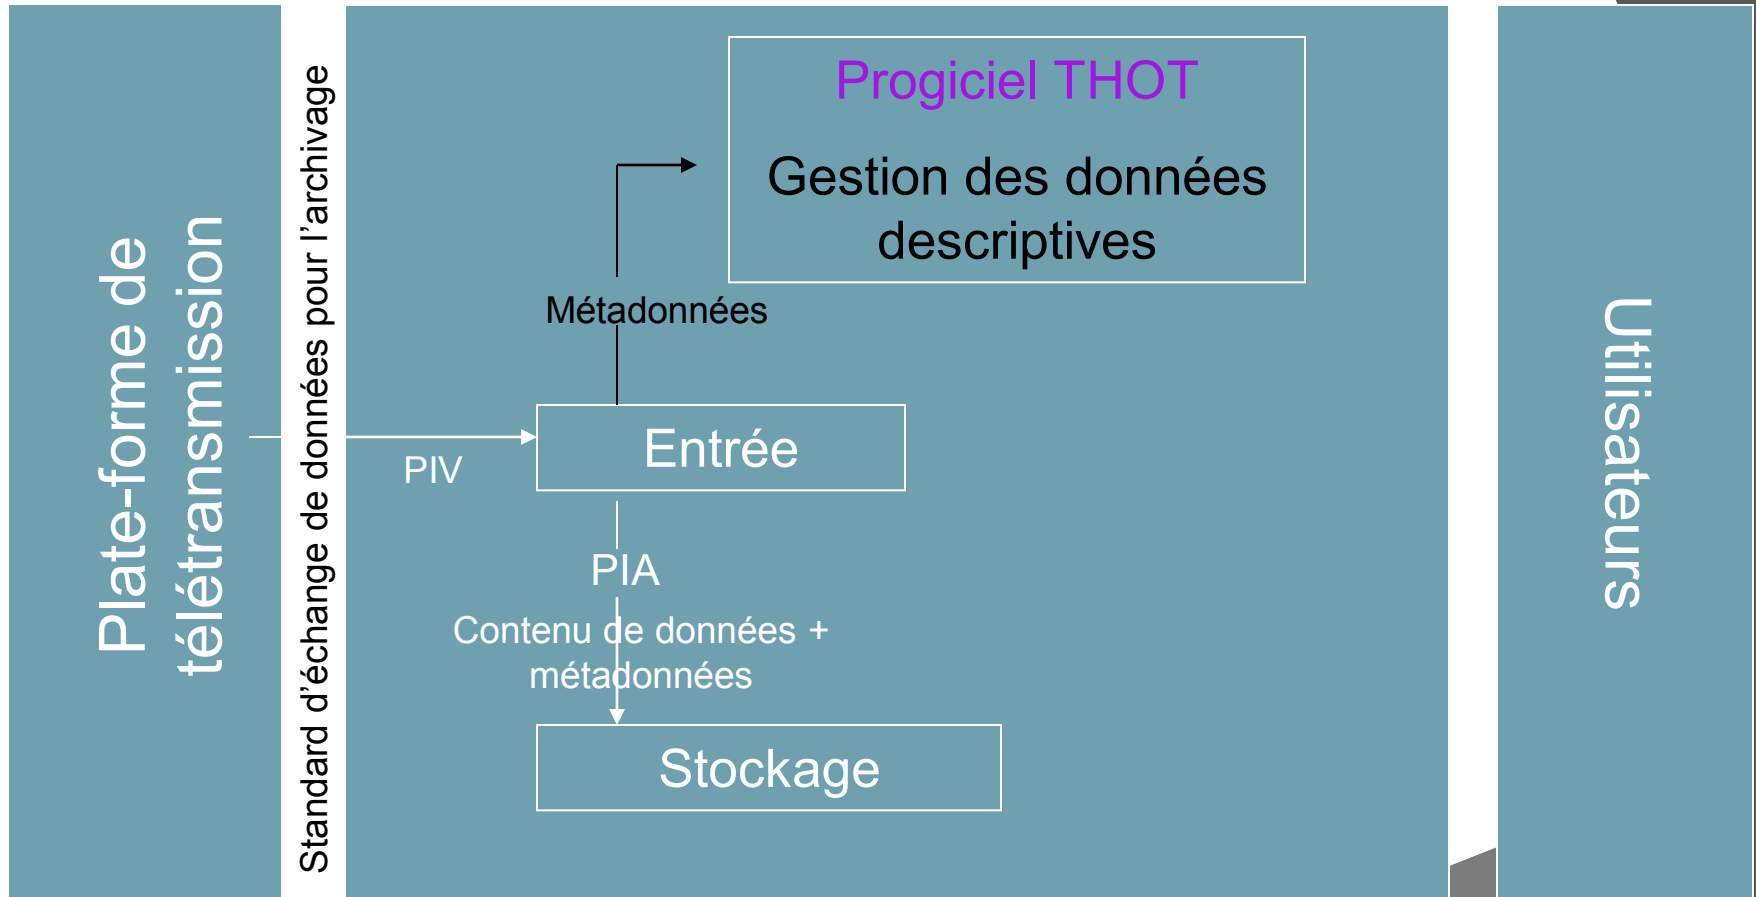 Plate-forme de
télétransmission
Standard d’échange de données pour l’archivage
Progiciel THOT
Gestion des données
descriptives
Métadonnées
Entrée
PIV
PIA
Contenu de données +
métadonnées
Stockage
Utilisateurs